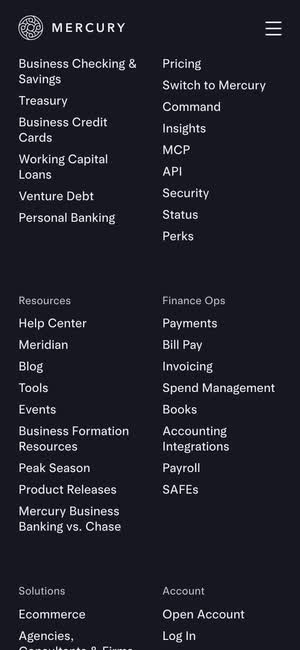 MERCURY
Business Checking &
Savings
Treasury
Business Credit
Cards
Working Capital
Loans
Venture Debt
Personal Banking
Pricing
Switch to Mercury
Command
Insights
MCP
API
Security
Status
Perks
Resources
Help Center
Meridian
Blog
Tools
Events
Business Formation
Resources
Peak Season
Product Releases
Mercury Business
Banking vs. Chase
Finance Ops
Payments
Bill Pay
Invoicing
Spend Management
Books
Accounting
Integrations
Payroll
SAFEs
Solutions
Ecommerce
Agencies,
Consultants & Firms
Account
Open Account
Log In